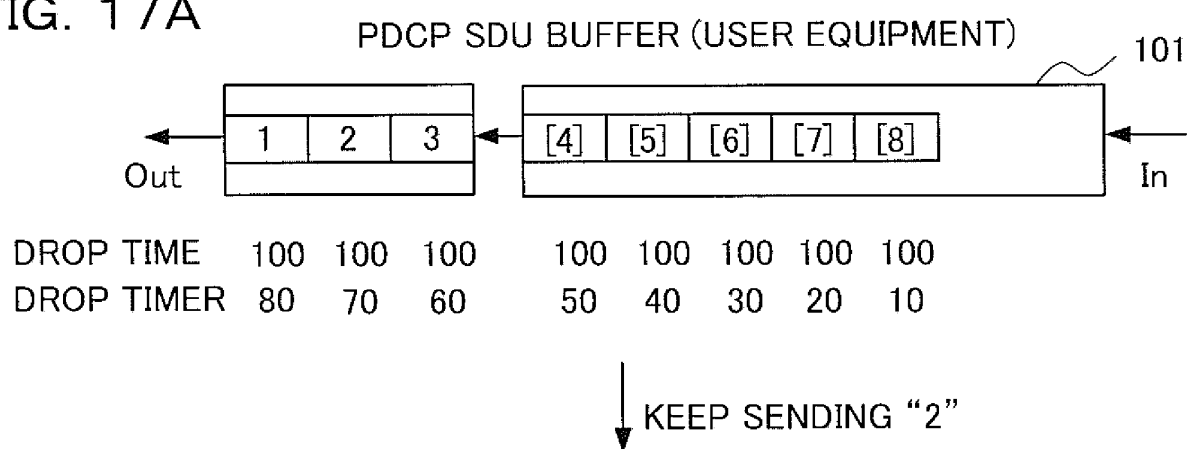 FIG. 17A
PDCP SDU BUFFER (USER EQUIPMENT)
101
1 2 3 [4] [5] [6] [7] [8]
Out
In
DROP TIME 100 100 100 100 100 100 100 100
DROP TIMER 80 70 60 50 40 30 20 10
KEEP SENDING “2”